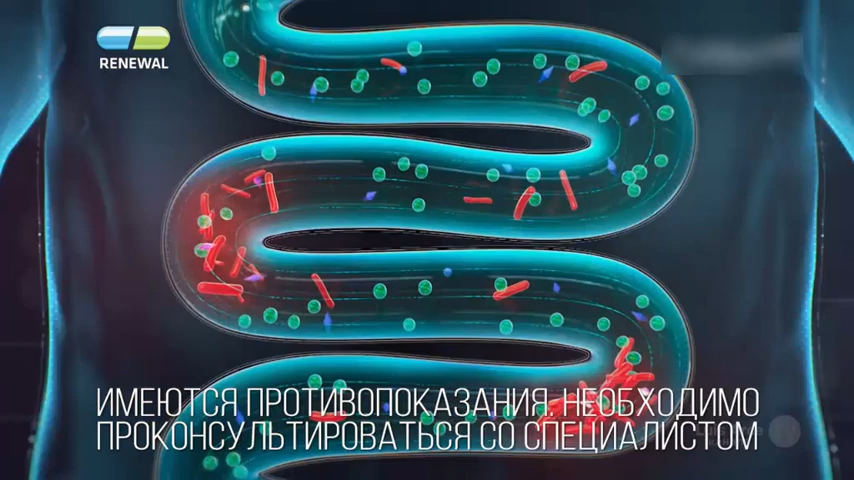 RENEWAL
ИМЕЮТСЯ ПРОТИВОПОКАЗАНИЯ. НЕОБХОДИМО
ПРОКОНСУЛЬТИРОВАТЬСЯ СО СПЕЦИАЛИСТОМ